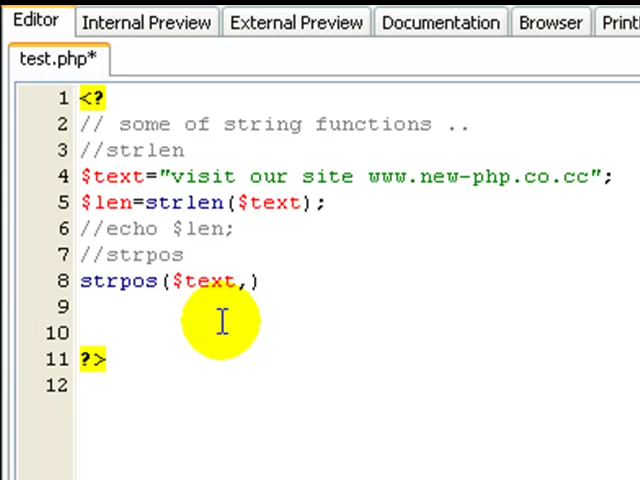 Editor Internal Preview External Preview Documentation Browser Print
test.php*
1 <?
2 // some of string functions ..
3 //strlen
4 $text="visit our site www.new-php.co.cc";
5 $len=strlen($text);
6 //echo $len;
7 //strpos
8 strpos($text,)
9
10
11 ?>
12